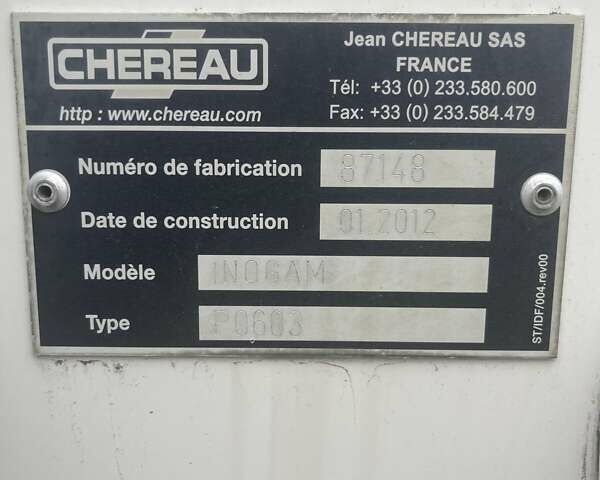 CHEREAU
http : www.chereau.com
Jean CHEREAU SAS
FRANCE
Tél: +33 (0) 233.580.600
Fax: +33 (0) 233.584.479
Numéro de fabrication 87148
Date de construction 01.2012
Modèle INOGAM
Type P0603
ST/IDF/004.rev00